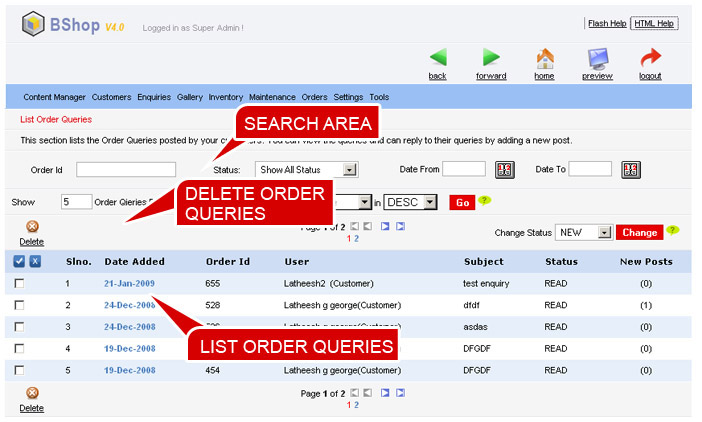 BShop V4.0 Logged in as Super Admin ! Flash Help HTML Help
back forward home preview logout
Content Manager Customers Enquiries Gallery Inventory Maintenance Orders Settings Tools
List Order Queries
SEARCH AREA
This section lists the Order Queries posted by your can view the queries and can reply to their queries by adding a new post.
Order Id Status: Show All Status Date From Date To
DELETE ORDER
QUERIES
Show 5 Order Qieries in DESC Go ?
Delete Page 1 of 2 Change Status NEW Change ?
1 2
Slno. Date Added Order Id User Subject Status New Posts
1 21-Jan-2009 655 Latheesh2 (Customer) test enquiry READ (0)
2 24-Dec-2008 528 Latheesh g george(Customer) dfdf READ (1)
3 24-Dec-2008 Latheesh g george(Customer) asdas READ (0)
LIST ORDER QUERIES
4 19-Dec-2008 DFGDF READ (0)
5 19-Dec-2008 454 Latheesh g george(Customer) DFGDF READ (0)
Delete Page 1 of 2
1 2